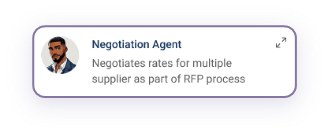 Negotiation Agent
Negotiates rates for multiple
supplier as part of RFP process